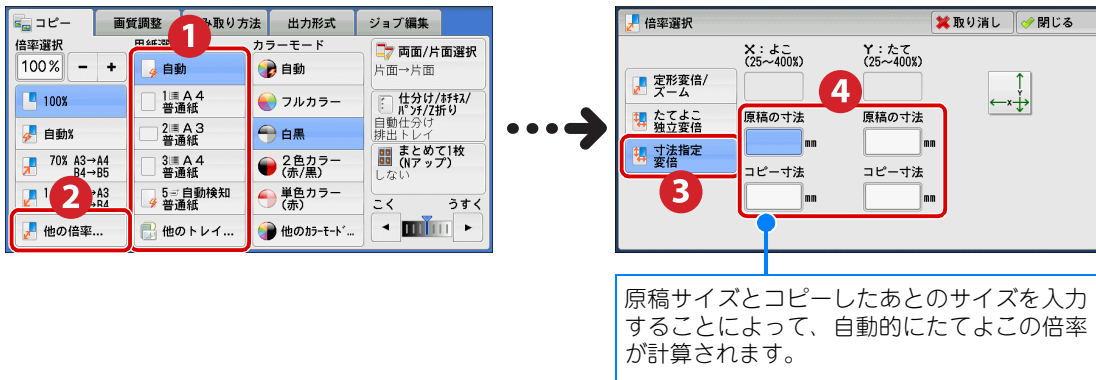 コピー
画質調整
み取り方法
出力形式
ジョブ編集
倍率選択
カラーモード
100%
-
+
100%
自動%
70% A3→A4
B4→B5
他の倍率...
1
自動
1 A4
普通紙
2 A3
普通紙
3 A4
普通紙
5 自動検知
普通紙
他のトレイ...
2
自動
フルカラー
白黒
2色カラー
(赤/黒)
単色カラー
(赤)
他のカラーモード...
両面/片面選択
片面→片面
仕分け/ホチキス/
パンチ/Z折り
自動仕分け
排出トレイ
まとめて1枚
(Nアップ)
しない
こく うすく
倍率選択
取り消し
閉じる
X:よこ
(25～400%)
Y:たて
(25～400%)
定形変倍/
ズーム
たてよこ
独立変倍
寸法指定
変倍
3
4
原稿の寸法
mm
原稿の寸法
mm
コピー寸法
mm
コピー寸法
mm
Y
X
原稿サイズとコピーしたあとのサイズを入力
することによって、自動的にたてよこの倍率
が計算されます。